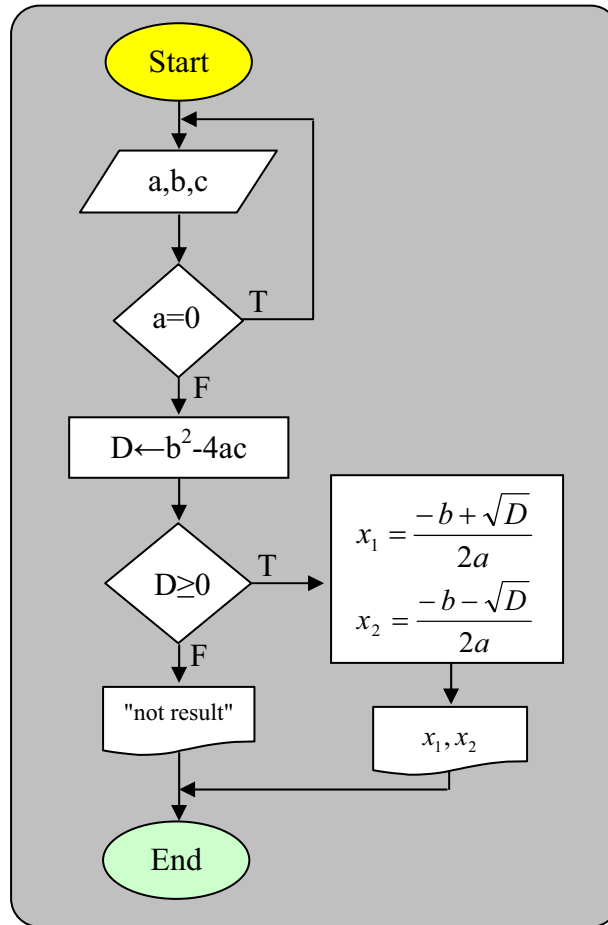 Start
a,b,c
a=0
T
F
D←b²-4ac
D≥0
T
F
x₁ = (-b + √D) / 2a
x₂ = (-b - √D) / 2a
"not result"
x₁, x₂
End